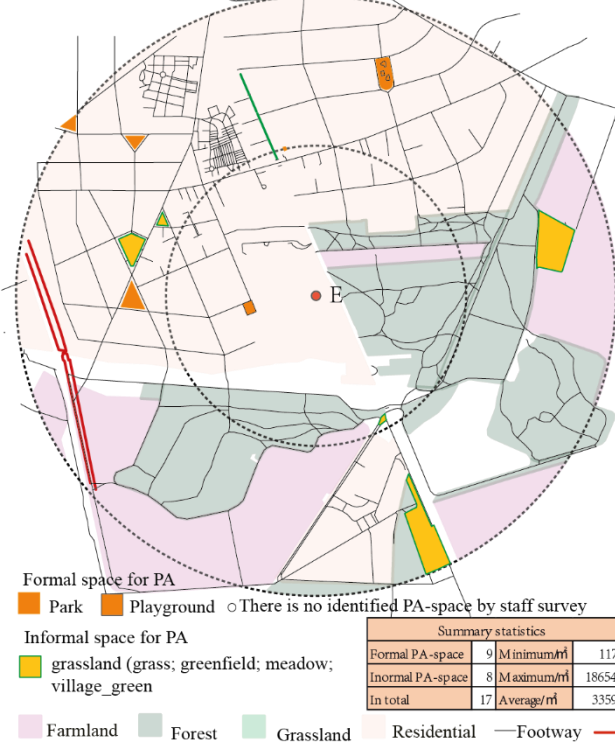 E
Formal space for PA
Park Playground There is no identified PA-space by staff survey
Informal space for PA
grassland (grass; greenfield; meadow;
village_green
Summary statistics
Formal PA-space 9 Minimum/㎡ 117
Inormal PA-space 8 Maximum/㎡ 18654
In total 17 Average/㎡ 3359
Farmland Forest Grassland Residential Footway